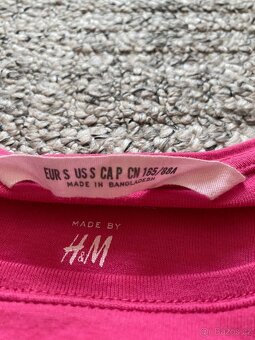 EUR S US S CA P CN 165/88A
MADE IN BANGLADESH
MADE BY
H&M